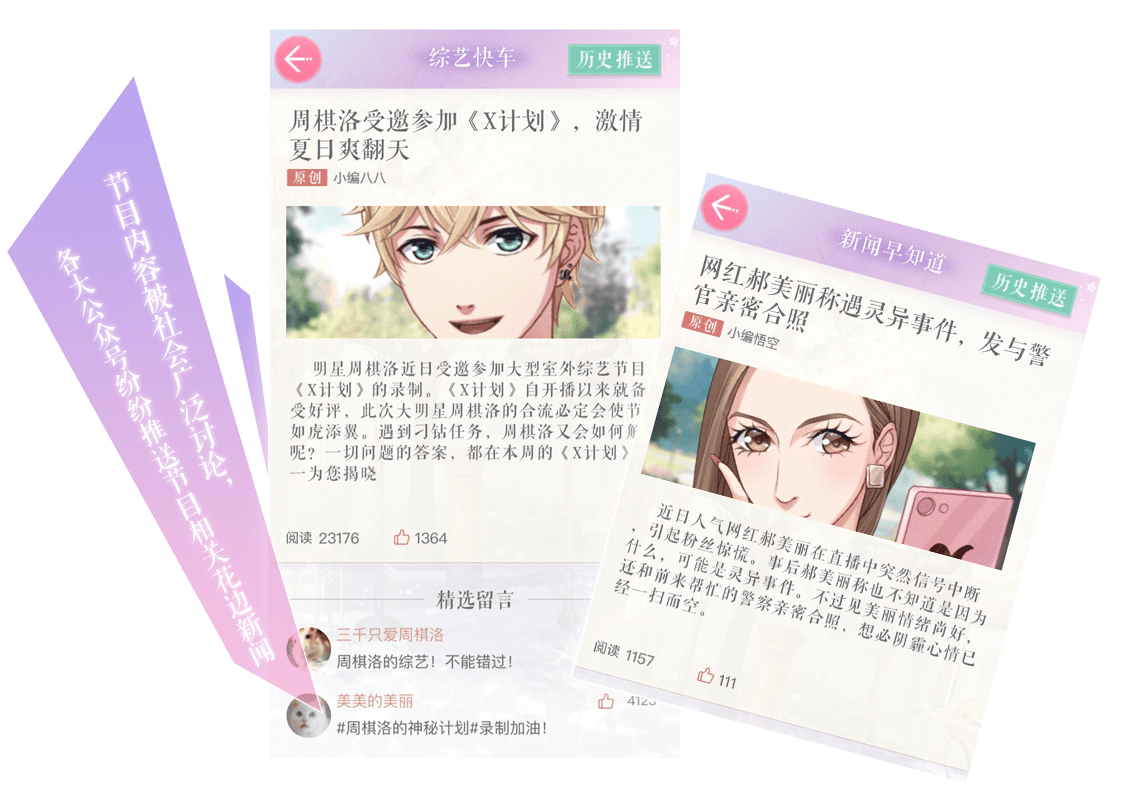 节目内容被社会广泛讨论，
各大公众号纷纷推送节目相关花边新闻
综艺快车
历史推送
周棋洛受邀参加《X计划》，激情
夏日爽翻天
原创 小编八八
明星周棋洛近日受邀参加大型室外综艺节目
《X计划》的录制。《X计划》自开播以来就备
受好评，此次大明星周棋洛的合流必定会使节
如虎添翼。遇到刁钻任务，周棋洛又会如何解
呢？一切问题的答案，都在本周的《X计划》
一为您揭晓
阅读 23176 1364
精选留言
三千只爱周棋洛
周棋洛的综艺！不能错过！
美美的美丽
#周棋洛的神秘计划#录制加油！
新闻早知道
历史推送
网红郝美丽称遇灵异事件，发与警
官亲密合照
原创 小编悟空
近日人气网红郝美丽在直播中突然信号中断
，引起粉丝惊慌。事后郝美丽称也不知道是因为
什么，可能是灵异事件。不过见美丽情绪尚好，
还和前来帮忙的警察亲密合照，想必阴霾心情已
经一扫而空。
阅读 1157 111